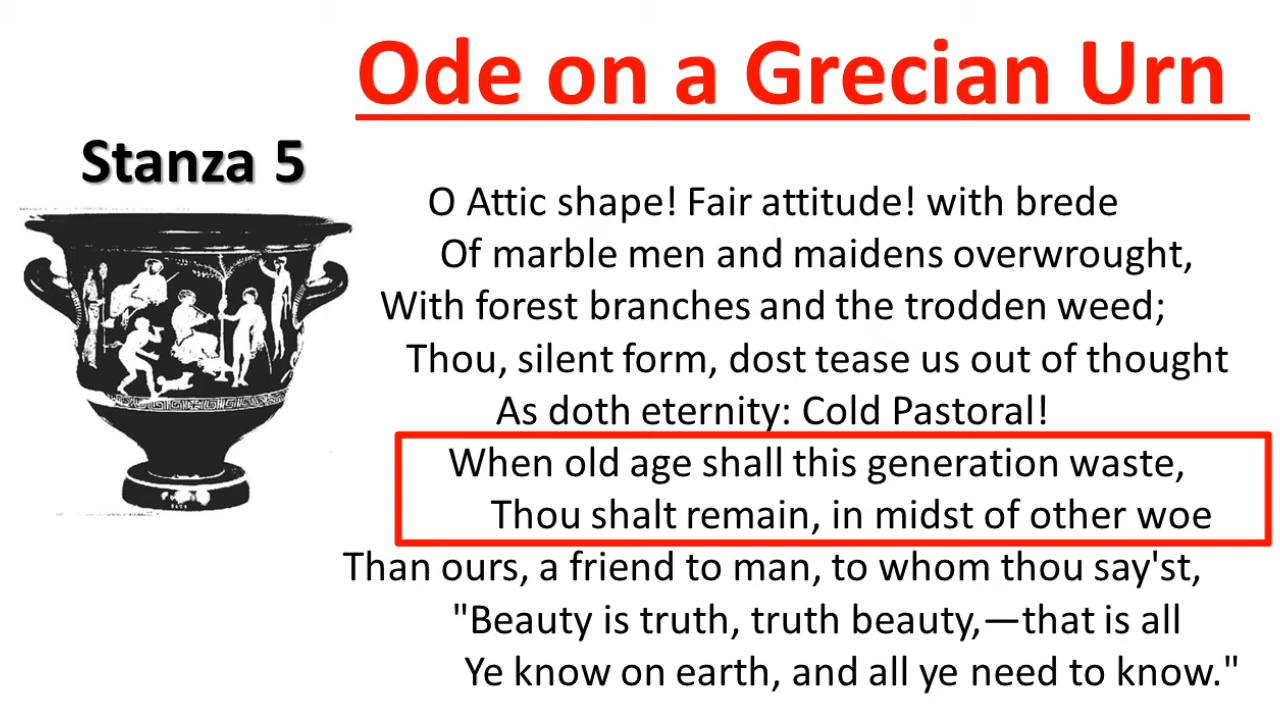 Ode on a Grecian Urn
Stanza 5
O Attic shape! Fair attitude! with brede
Of marble men and maidens overwrought,
With forest branches and the trodden weed;
Thou, silent form, dost tease us out of thought
As doth eternity: Cold Pastoral!
When old age shall this generation waste,
Thou shalt remain, in midst of other woe
Than ours, a friend to man, to whom thou say'st,
"Beauty is truth, truth beauty,—that is all
Ye know on earth, and all ye need to know."